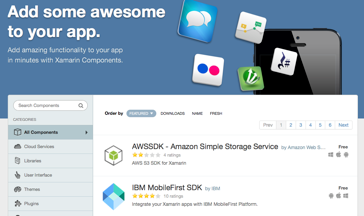 Add some awesome
to your app.
Add amazing functionality to your app
in minutes with Xamarin Components.
Search Components
CATEGORIES
All Components
Cloud Services
Libraries
User Interface
Themes
Plugins
Order by FEATURED DOWNLOADS NAME FRESH
Prev 1 2 3 4 5 6 Next
AWSSDK - Amazon Simple Storage Service by Amazon Web S...
Free
4 ratings
AWS S3 SDK for Xamarin
IBM MobileFirst SDK by IBM
Free
10 ratings
Integrate your Xamarin apps with IBM MobileFirst Platform.